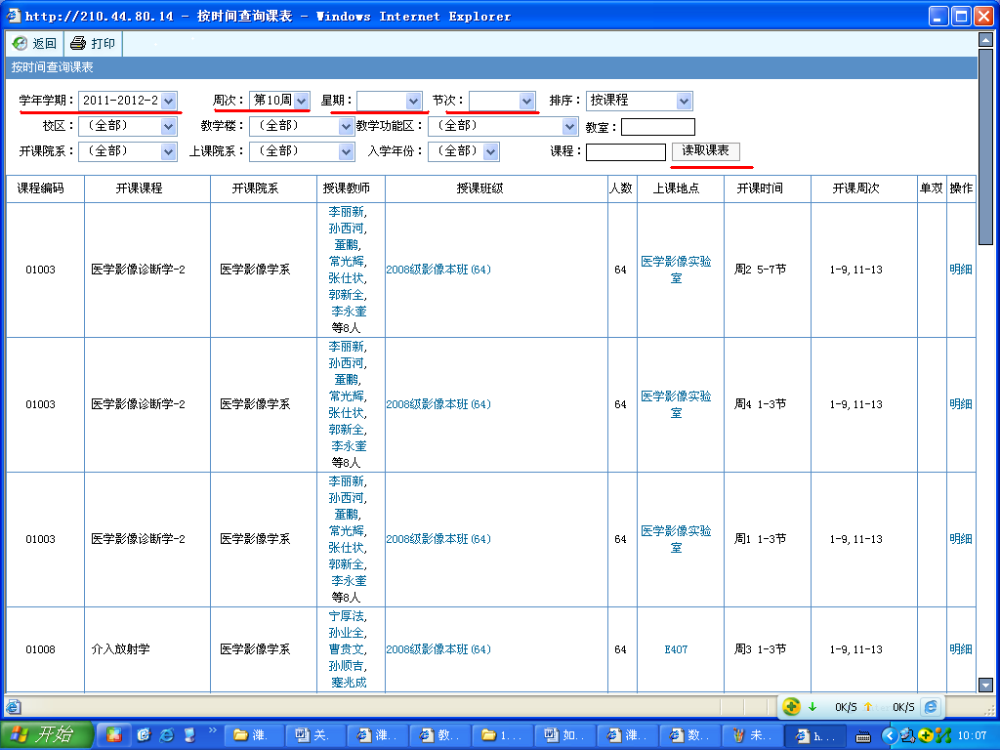 http://210.44.80.14 - 按时间查询课表 - Windows Internet Explorer
返回 打印
按时间查询课表
学年学期： 2011-2012-2 周次： 第10周 星期： 节次： 排序： 按课程
校区： （全部） 教学楼： （全部） 教学功能区： （全部） 教室：
开课院系： （全部） 上课院系： （全部） 入学年份： （全部） 课程： 读取课表
课程编码 开课课程 开课院系 授课教师 授课班级 人数 上课地点 开课时间 开课周次 单双 操作
李丽新,
孙西河,
董鹏,
常光辉,
01003 医学影像诊断学-2 医学影像学系 张仕状, 2008级影像本班(64) 64 医学影像实验室 周2 5-7节 1-9,11-13 明细
郭新全,
李永奎
等8人
李丽新,
孙西河,
董鹏,
常光辉,
01003 医学影像诊断学-2 医学影像学系 张仕状, 2008级影像本班(64) 64 医学影像实验室 周4 1-3节 1-9,11-13 明细
郭新全,
李永奎
等8人
李丽新,
孙西河,
董鹏,
常光辉,
01003 医学影像诊断学-2 医学影像学系 张仕状, 2008级影像本班(64) 64 医学影像实验室 周1 1-3节 1-9,11-13 明细
郭新全,
李永奎
等8人
宁厚法,
孙业全,
01008 介入放射学 医学影像学系 曹贵文, 2008级影像本班(64) 64 E407 周3 1-3节 1-9,11-13 明细
孙顺吉,
蹇兆成
0K/S 0K/S
开始 » 潍.. 关.. 潍.. 教.. 1... 如.. 潍.. 数.. 未.. h... 10:07